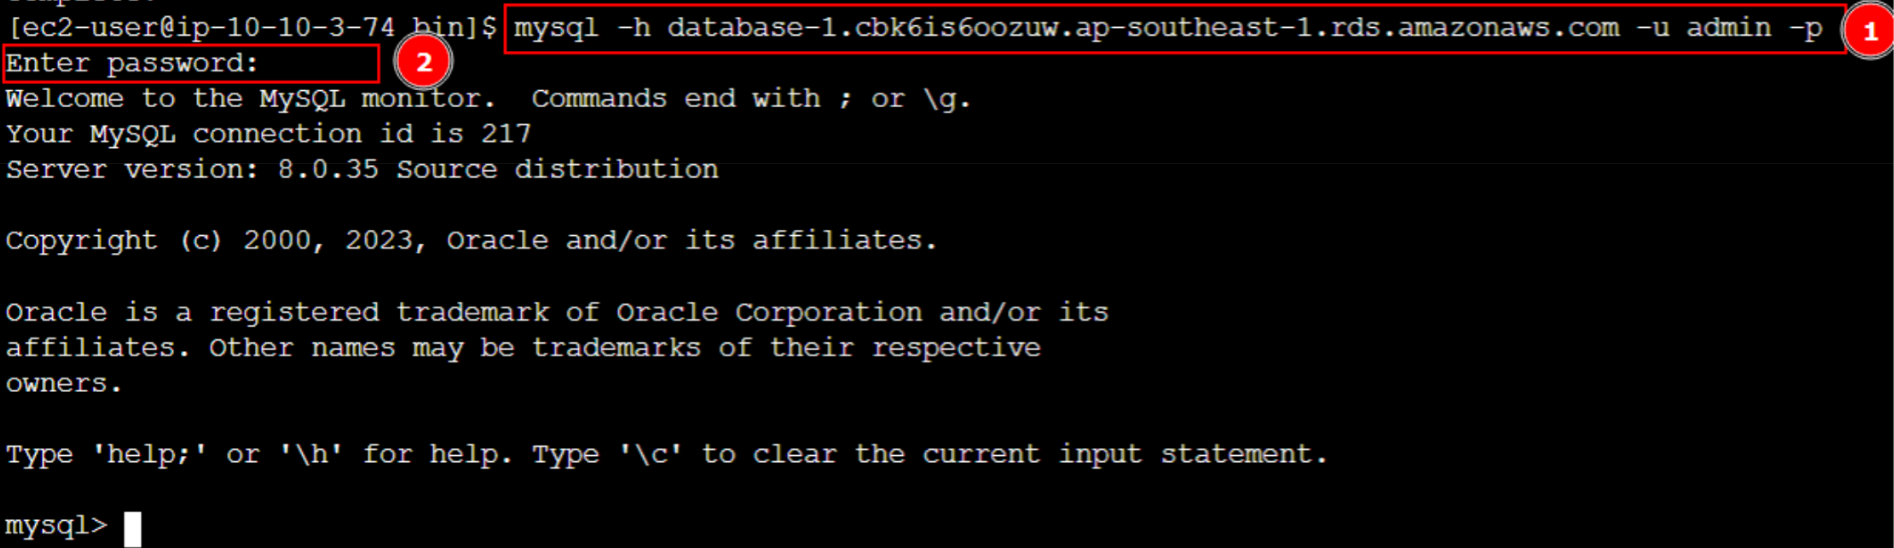 [ec2-user@ip-10-10-3-74 bin]$ mysql -h database-1.cbk6is6oozuw.ap-southeast-1.rds.amazonaws.com -u admin -p
1
Enter password:
2
Welcome to the MySQL monitor.  Commands end with ; or \g.
Your MySQL connection id is 217
Server version: 8.0.35 Source distribution
Copyright (c) 2000, 2023, Oracle and/or its affiliates.
Oracle is a registered trademark of Oracle Corporation and/or its
affiliates. Other names may be trademarks of their respective
owners.
Type 'help;' or '\h' for help. Type '\c' to clear the current input statement.
mysql>